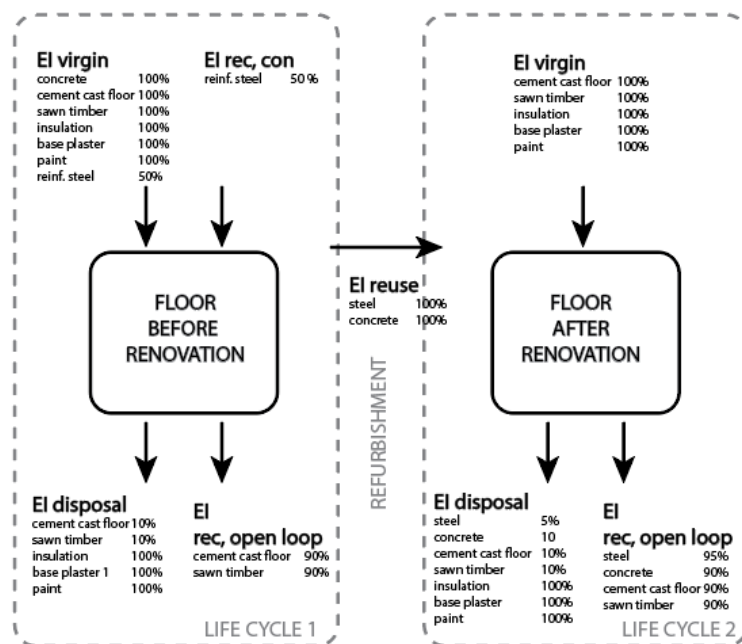 EI virgin
concrete 100%
cement cast floor 100%
sawn timber 100%
insulation 100%
base plaster 100%
paint 100%
reinf. steel 50%
EI rec, con
reinf. steel 50 %
FLOOR
BEFORE
RENOVATION
EI disposal
cement cast floor 10%
sawn timber 10%
insulation 100%
base plaster 1 100%
paint 100%
EI
rec, open loop
cement cast floor 90%
sawn timber 90%
LIFE CYCLE 1
EI reuse
steel 100%
concrete 100%
REFURBISHMENT
EI virgin
cement cast floor 100%
sawn timber 100%
insulation 100%
base plaster 100%
paint 100%
FLOOR
AFTER
RENOVATION
EI disposal
steel 5%
concrete 10
cement cast floor 10%
sawn timber 10%
insulation 100%
base plaster 100%
paint 100%
EI
rec, open loop
steel 95%
concrete 90%
cement cast floor 90%
sawn timber 90%
LIFE CYCLE 2